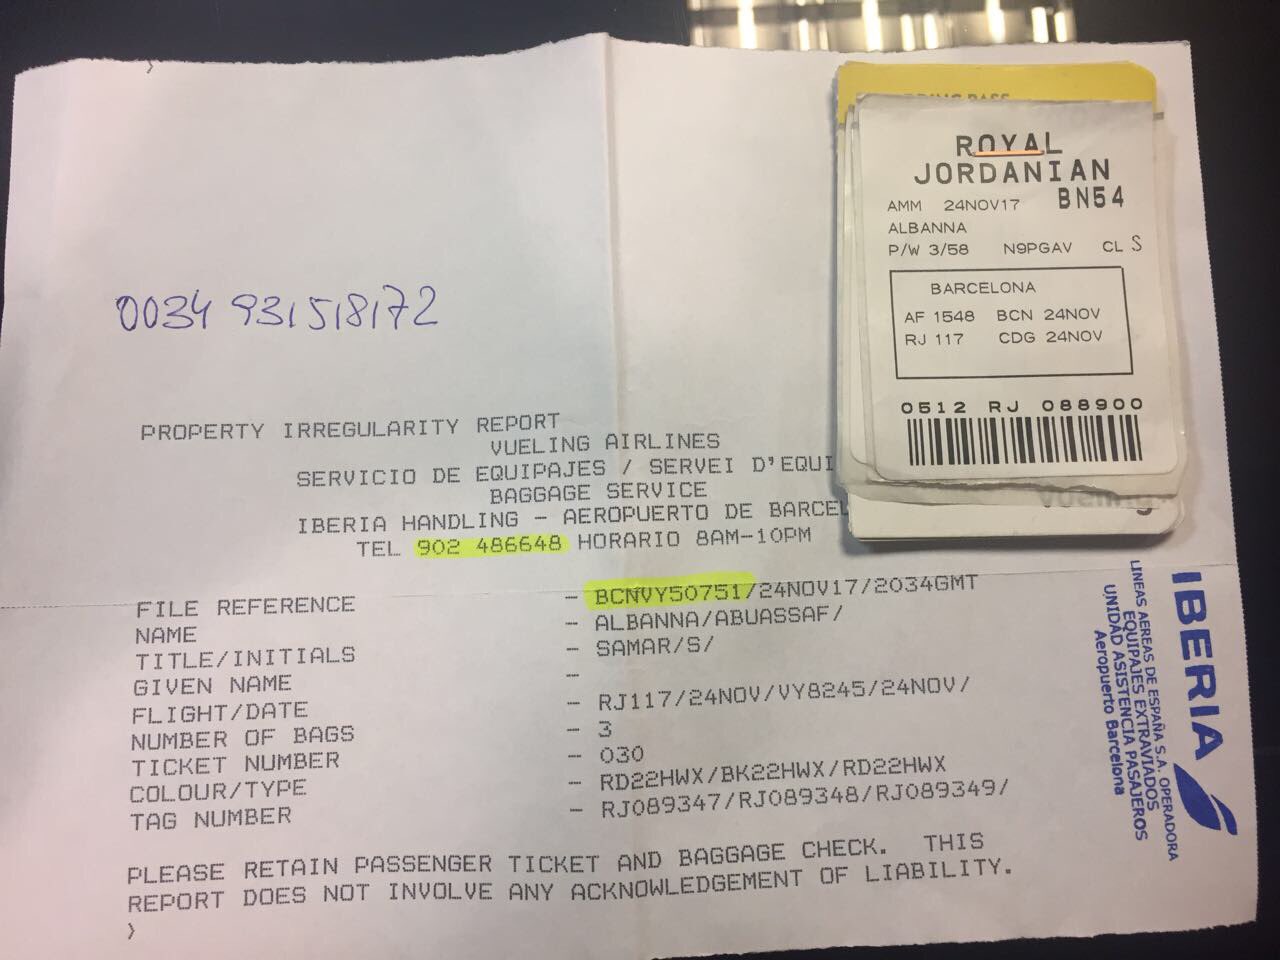 0034 931518172
PROPERTY IRREGULARITY REPORT
VUELING AIRLINES
SERVICIO DE EQUIPAJES / SERVEI D'EQUI
BAGGAGE SERVICE
IBERIA HANDLING - AEROPUERTO DE BARCEL
TEL 902 486648 HORARIO 8AM-10PM
FILE REFERENCE - BCNVY50751/24NOV17/2034GMT
NAME - ALBANNA/ABUASSAF/
TITLE/INITIALS - SAMAR/S/
GIVEN NAME -
FLIGHT/DATE - RJ117/24NOV/VY8245/24NOV/
NUMBER OF BAGS - 3
TICKET NUMBER - 030
COLOUR/TYPE - RD22HWX/BK22HWX/RD22HWX
TAG NUMBER - RJ089347/RJ089348/RJ089349/
PLEASE RETAIN PASSENGER TICKET AND BAGGAGE CHECK. THIS
REPORT DOES NOT INVOLVE ANY ACKNOWLEDGEMENT OF LIABILITY.
>
PASS
ROYAL
JORDANIAN
AMM 24NOV17 BN54
ALBANNA
P/W 3/58 N9PGAV CL S
BARCELONA
AF 1548 BCN 24NOV
RJ 117 CDG 24NOV
0512 RJ 088900
vueling
IBERIA
LINEAS AEREAS DE ESPAÑA S.A. OPERADORA
EQUIPAJES EXTRAVIADOS
UNIDAD ASISTENCIA PASAJEROS
Aeropuerto Barcelona